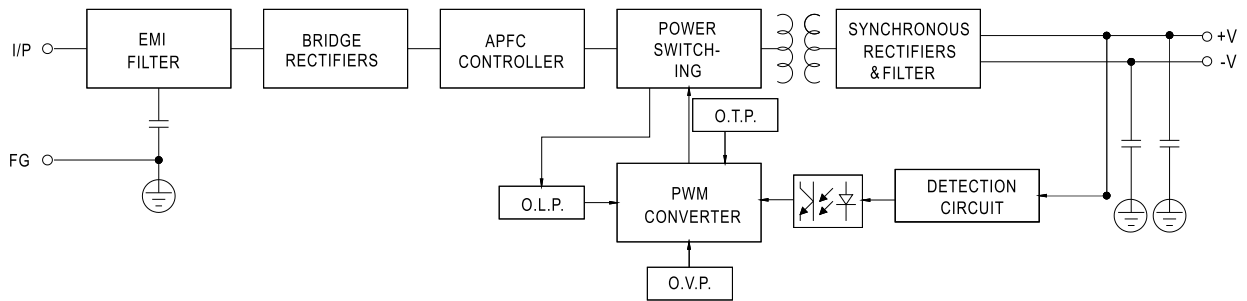 I/P
EMI
FILTER
BRIDGE
RECTIFIERS
APFC
CONTROLLER
POWER
SWITCH-
ING
SYNCHRONOUS
RECTIFIERS
&FILTER
+V
-V
O.T.P.
FG
O.L.P.
PWM
CONVERTER
DETECTION
CIRCUIT
O.V.P.